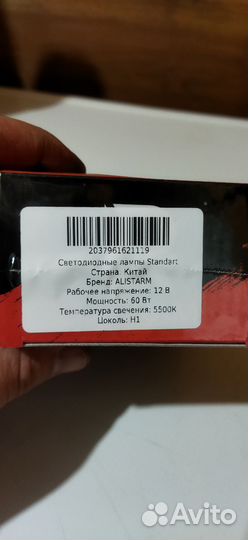 2037961621119
Светодиодные лампы Standart
Страна: Китай
Бренд: ALISTARM
Рабочее напряжение: 12 В
Мощность: 60 Вт
Температура свечения: 5500К
Цоколь: H1
Avito